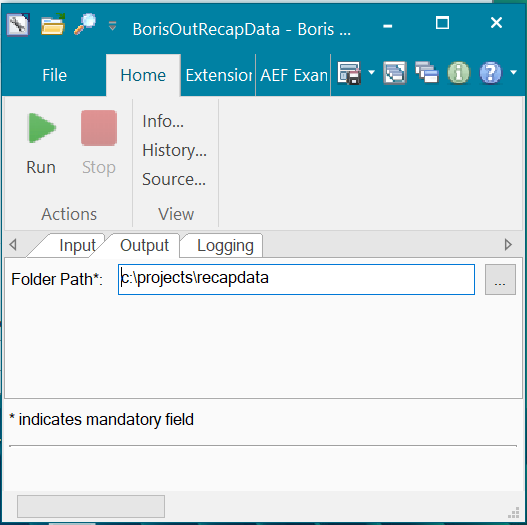 BorisOutRecapData - Boris ...
File Home Extension AEF Exan
Run Stop
Info...
History...
Source...
Actions View
Input Output Logging
Folder Path*: c:\projects\recapdata ...
* indicates mandatory field